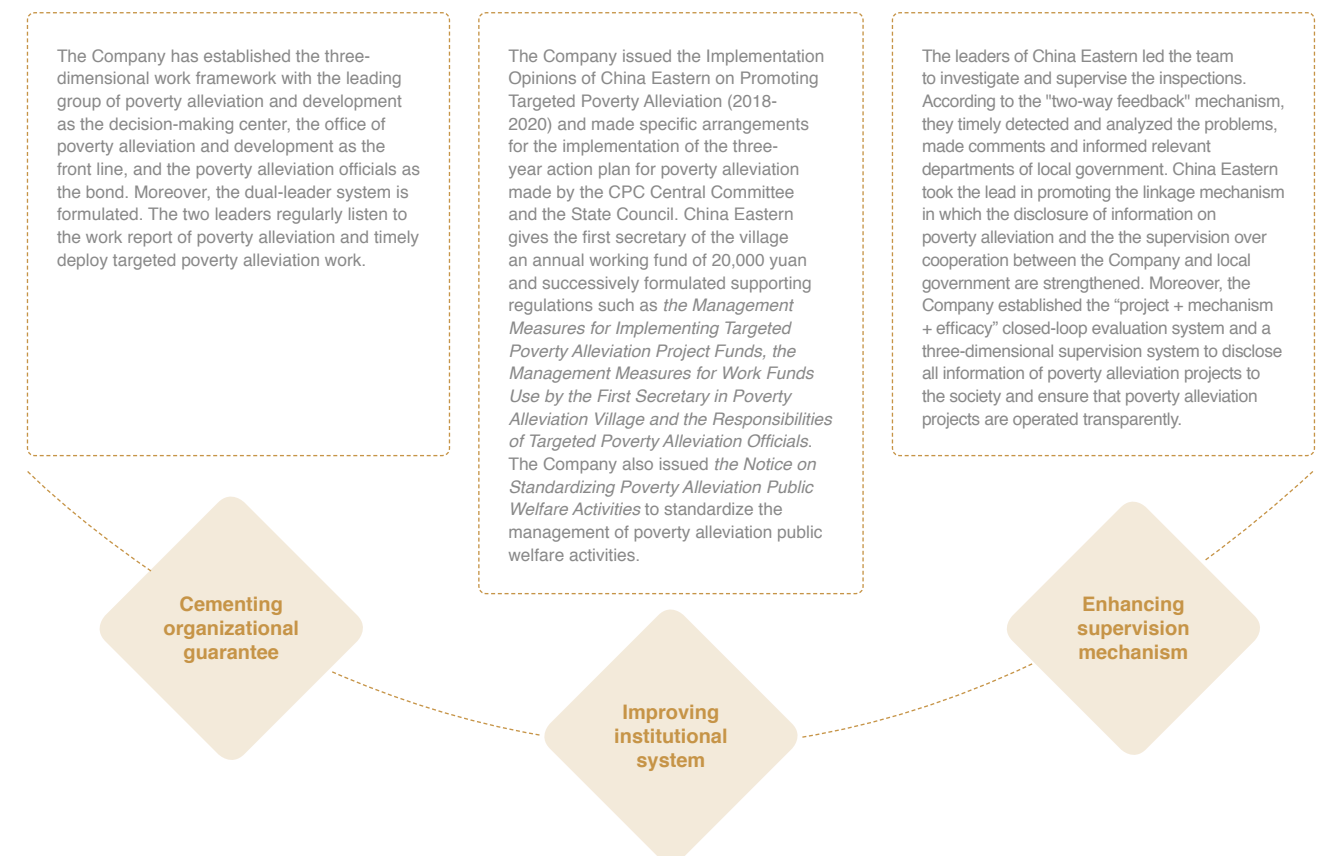 The Company has established the three-
dimensional work framework with the leading
group of poverty alleviation and development
as the decision-making center, the office of
poverty alleviation and development as the
front line, and the poverty alleviation officials as
the bond. Moreover, the dual-leader system is
formulated. The two leaders regularly listen to
the work report of poverty alleviation and timely
deploy targeted poverty alleviation work.
The Company issued the Implementation
Opinions of China Eastern on Promoting
Targeted Poverty Alleviation (2018-
2020) and made specific arrangements
for the implementation of the three-
year action plan for poverty alleviation
made by the CPC Central Committee
and the State Council. China Eastern
gives the first secretary of the village
an annual working fund of 20,000 yuan
and successively formulated supporting
regulations such as the Management
Measures for Implementing Targeted
Poverty Alleviation Project Funds, the
Management Measures for Work Funds
Use by the First Secretary in Poverty
Alleviation Village and the Responsibilities
of Targeted Poverty Alleviation Officials.
The Company also issued the Notice on
Standardizing Poverty Alleviation Public
Welfare Activities to standardize the
management of poverty alleviation public
welfare activities.
The leaders of China Eastern led the team
to investigate and supervise the inspections.
According to the "two-way feedback" mechanism,
they timely detected and analyzed the problems,
made comments and informed relevant
departments of local government. China Eastern
took the lead in promoting the linkage mechanism
in which the disclosure of information on
poverty alleviation and the the supervision over
cooperation between the Company and local
government are strengthened. Moreover, the
Company established the “project + mechanism
+ efficacy” closed-loop evaluation system and a
three-dimensional supervision system to disclose
all information of poverty alleviation projects to
the society and ensure that poverty alleviation
projects are operated transparently.
Cementing
organizational
guarantee
Improving
institutional
system
Enhancing
supervision
mechanism